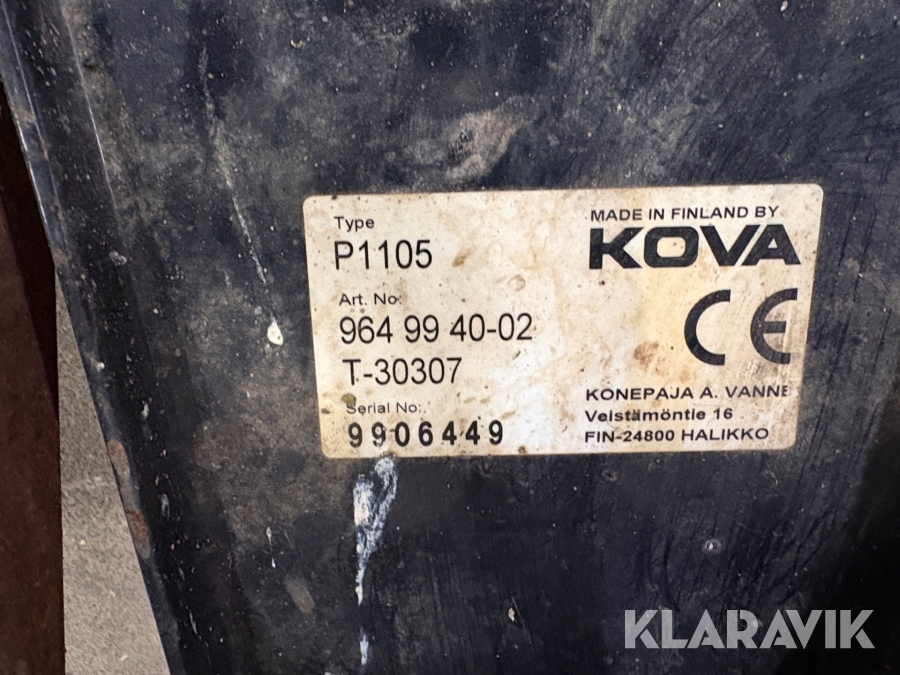 Type
P1105
Art. No:
964 99 40-02
T-30307
Serial No:
9906449
MADE IN FINLAND BY
KOVA
CE
KONEPAJA A. VANNE
Veistämöntie 16
FIN-24800 HALIKKO
KLARAVIK